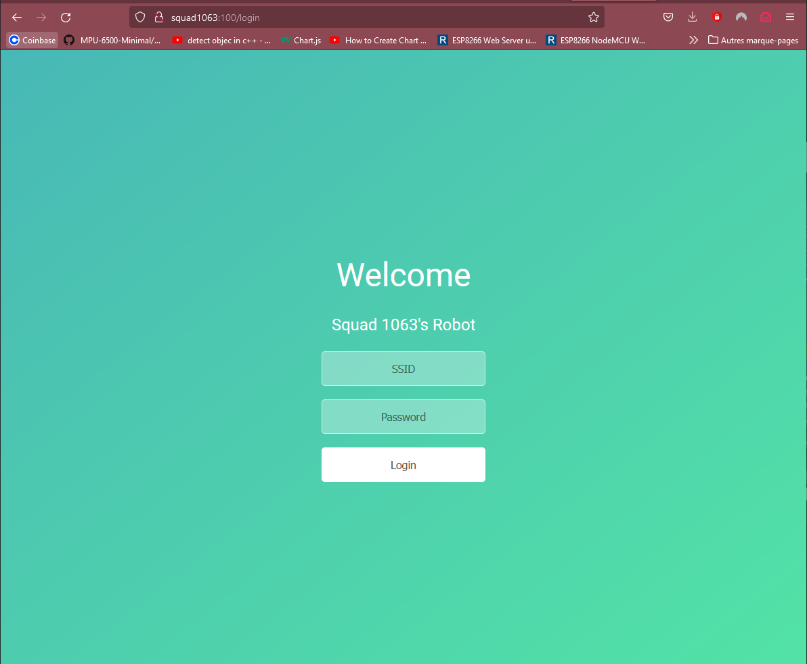 squad1063:100/login
Coinbase MPU-6500-Minimal/... detect objec in c++ - ... Chart.js How to Create Chart ... ESP8266 Web Server u... ESP8266 NodeMCU W... Autres marque-pages
Welcome
Squad 1063's Robot
SSID
Password
Login